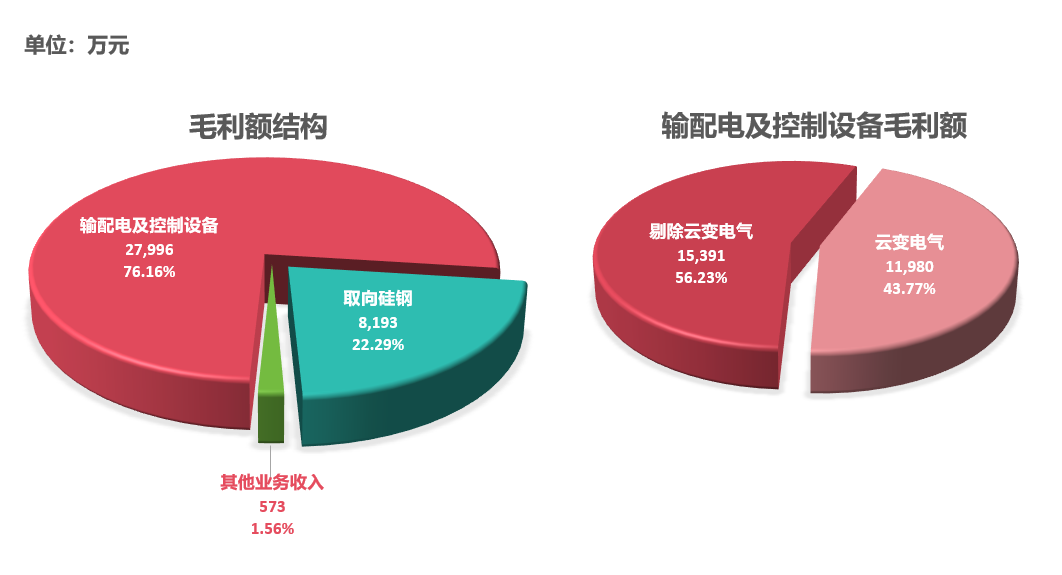 单位：万元
毛利额结构
输配电及控制设备
27,996
76.16%
取向硅钢
8,193
22.29%
其他业务收入
573
1.56%
输配电及控制设备毛利额
剔除云变电气
15,391
56.23%
云变电气
11,980
43.77%